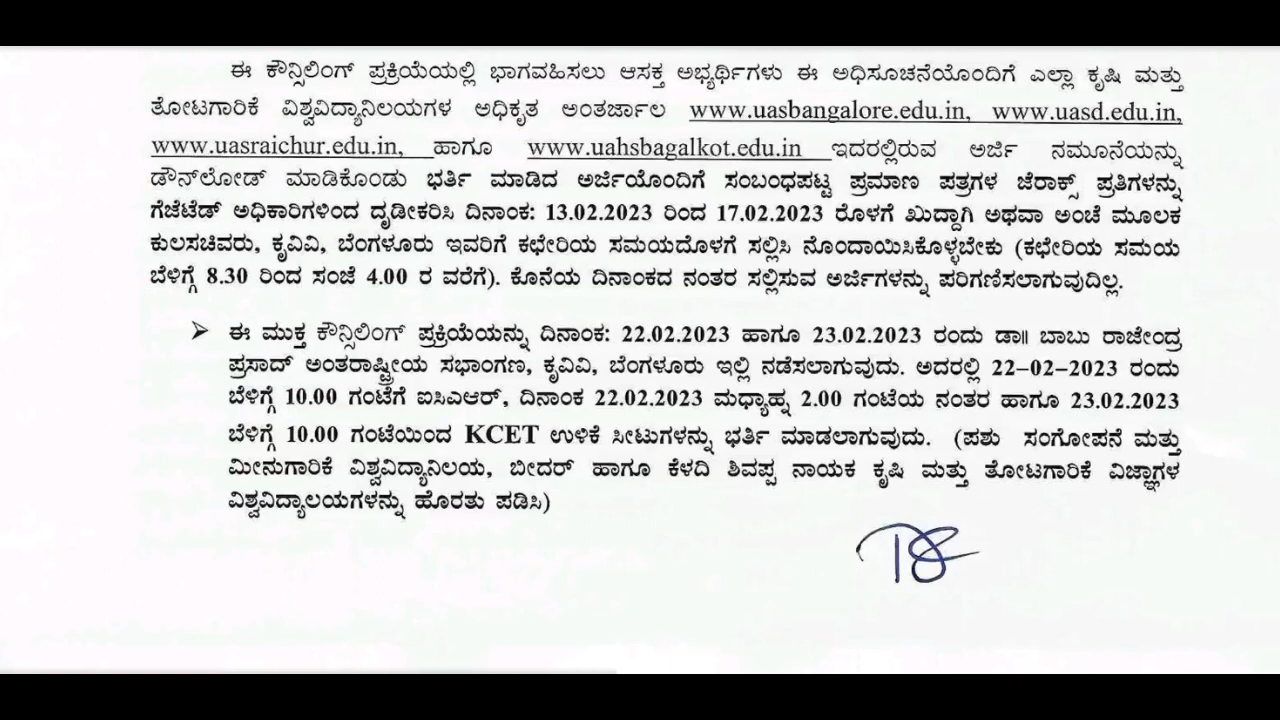 ಈ ಕೌನ್ಸಿಲಿಂಗ್ ಪ್ರಕ್ರಿಯೆಯಲ್ಲಿ ಭಾಗವಹಿಸಲು ಆಸಕ್ತ ಅಭ್ಯರ್ಥಿಗಳು ಈ ಅಧಿಸೂಚನೆಯೊಂದಿಗೆ ಎಲ್ಲಾ ಕೃಷಿ ಮತ್ತು
ತೋಟಗಾರಿಕೆ ವಿಶ್ವವಿದ್ಯಾನಿಲಯಗಳ ಅಧಿಕೃತ ಅಂತರ್ಜಾಲ www.uasbangalore.edu.in, www.uasd.edu.in,
www.uasraichur.edu.in, ಹಾಗೂ www.uahsbagalkot.edu.in ಇದರಲ್ಲಿರುವ ಅರ್ಜಿ ನಮೂನೆಯನ್ನು
ಡೌನ್‌ಲೋಡ್ ಮಾಡಿಕೊಂಡು ಭರ್ತಿ ಮಾಡಿದ ಅರ್ಜಿಯೊಂದಿಗೆ ಸಂಬಂಧಪಟ್ಟ ಪ್ರಮಾಣ ಪತ್ರಗಳ ಜೆರಾಕ್ಸ್ ಪ್ರತಿಗಳನ್ನು
ಗೆಜೆಟೆಡ್ ಅಧಿಕಾರಿಗಳಿಂದ ದೃಢೀಕರಿಸಿ ದಿನಾಂಕ: 13.02.2023 ರಿಂದ 17.02.2023 ರೊಳಗೆ ಖುದ್ದಾಗಿ ಅಥವಾ ಅಂಚೆ ಮೂಲಕ
ಕುಲಸಚಿವರು, ಕೃವಿವಿ, ಬೆಂಗಳೂರು ಇವರಿಗೆ ಕಛೇರಿಯ ಸಮಯದೊಳಗೆ ಸಲ್ಲಿಸಿ ನೊಂದಾಯಿಸಿಕೊಳ್ಳಬೇಕು (ಕಛೇರಿಯ ಸಮಯ
ಬೆಳಿಗ್ಗೆ 8.30 ರಿಂದ ಸಂಜೆ 4.00 ರ ವರೆಗೆ). ಕೊನೆಯ ದಿನಾಂಕದ ನಂತರ ಸಲ್ಲಿಸುವ ಅರ್ಜಿಗಳನ್ನು ಪರಿಗಣಿಸಲಾಗುವುದಿಲ್ಲ.
➢ ಈ ಮುಕ್ತ ಕೌನ್ಸಿಲಿಂಗ್ ಪ್ರಕ್ರಿಯೆಯನ್ನು ದಿನಾಂಕ: 22.02.2023 ಹಾಗೂ 23.02.2023 ರಂದು ಡಾ॥ ಬಾಬು ರಾಜೇಂದ್ರ
ಪ್ರಸಾದ್ ಅಂತರಾಷ್ಟ್ರೀಯ ಸಭಾಂಗಣ, ಕೃವಿವಿ, ಬೆಂಗಳೂರು ಇಲ್ಲಿ ನಡೆಸಲಾಗುವುದು. ಅದರಲ್ಲಿ 22–02–2023 ರಂದು
ಬೆಳಿಗ್ಗೆ 10.00 ಗಂಟೆಗೆ ಐಸಿಎಆರ್, ದಿನಾಂಕ 22.02.2023 ಮಧ್ಯಾಹ್ನ 2.00 ಗಂಟೆಯ ನಂತರ ಹಾಗೂ 23.02.2023
ಬೆಳಿಗ್ಗೆ 10.00 ಗಂಟೆಯಿಂದ KCET ಉಳಿಕೆ ಸೀಟುಗಳನ್ನು ಭರ್ತಿ ಮಾಡಲಾಗುವುದು. (ಪಶು ಸಂಗೋಪನೆ ಮತ್ತು
ಮೀನುಗಾರಿಕೆ ವಿಶ್ವವಿದ್ಯಾನಿಲಯ, ಬೀದರ್ ಹಾಗೂ ಕೆಳದಿ ಶಿವಪ್ಪ ನಾಯಕ ಕೃಷಿ ಮತ್ತು ತೋಟಗಾರಿಕೆ ವಿಜ್ಞಾಗಳ
ವಿಶ್ವವಿದ್ಯಾಲಯಗಳನ್ನು ಹೊರತು ಪಡಿಸಿ)